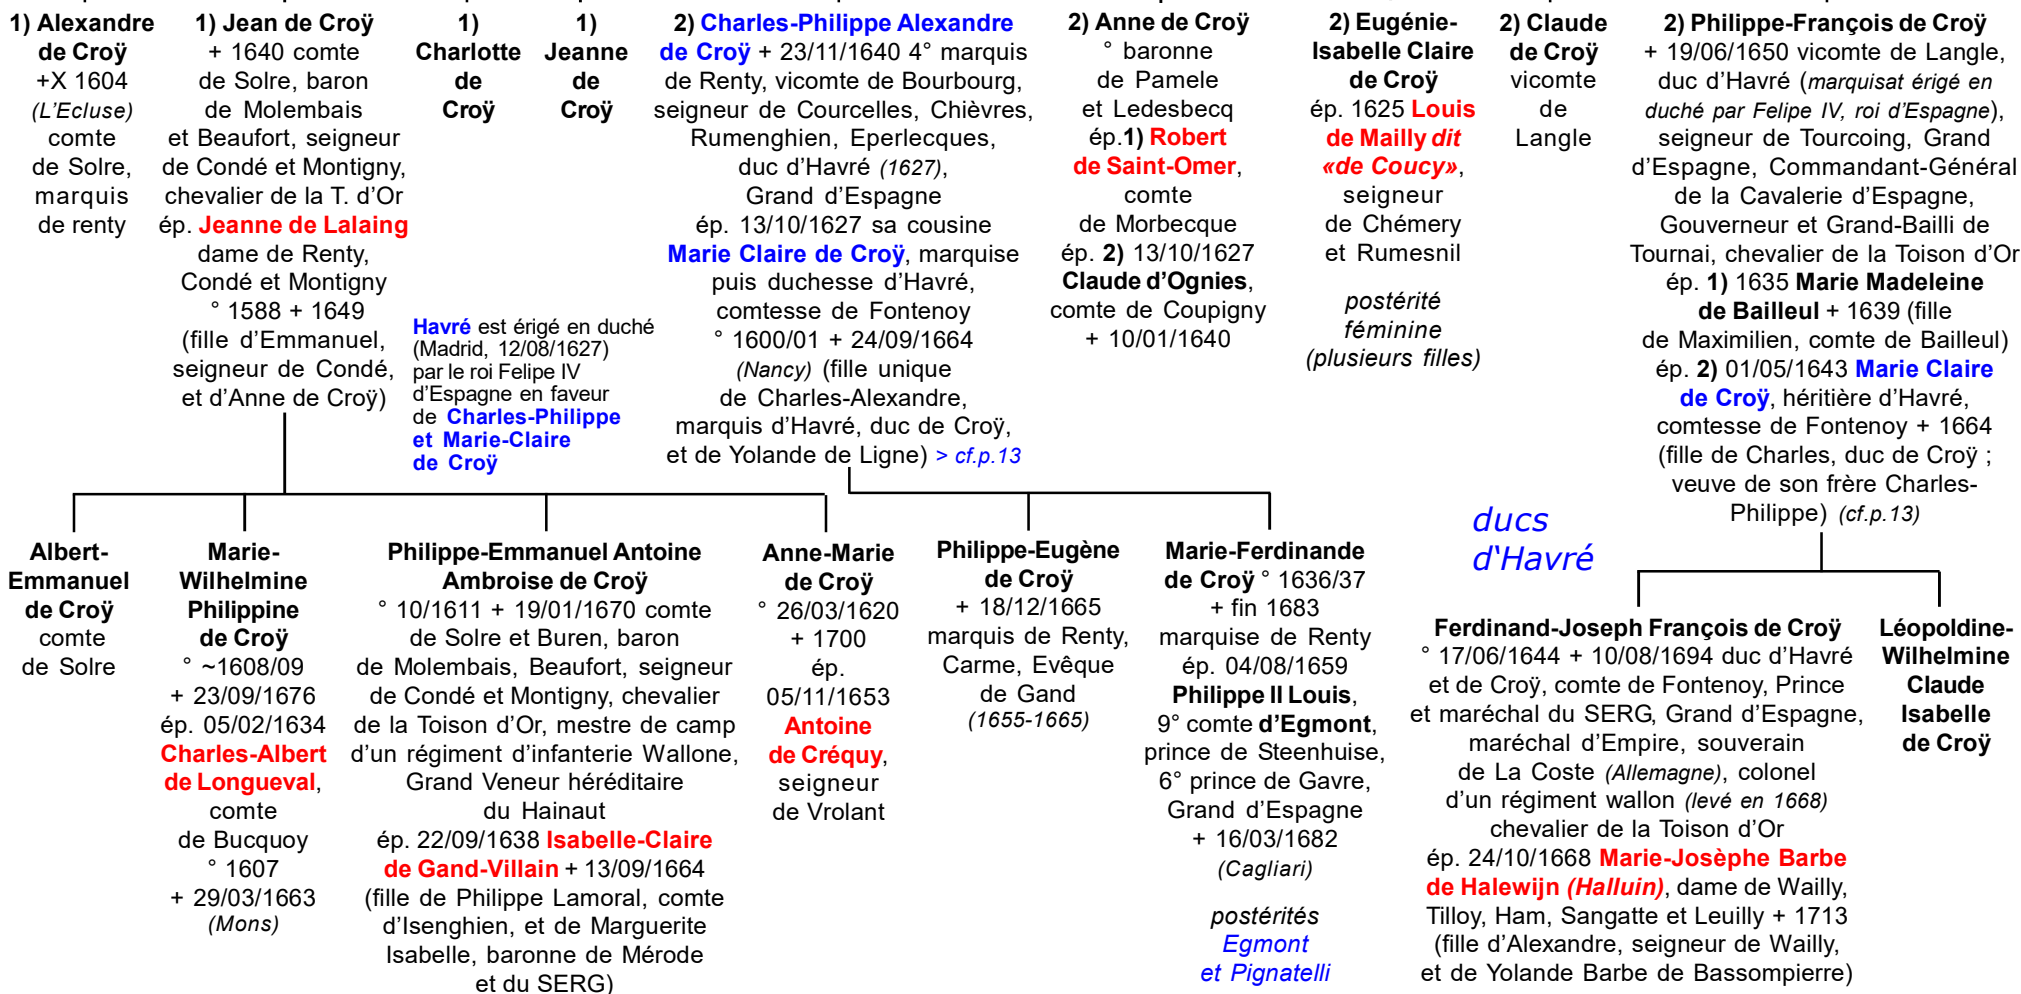 1) Alexandre
de Croÿ
+X 1604
(L'Ecluse)
comte
de Solre,
marquis
de renty
1) Jean de Croÿ
+ 1640 comte
de Solre, baron
de Molembais
et Beaufort, seigneur
de Condé et Montigny,
chevalier de la T. d'Or
ép. Jeanne de Lalaing
dame de Renty,
Condé et Montigny
° 1588 + 1649
(fille d'Emmanuel,
seigneur de Condé,
et d'Anne de Croÿ)
1)
Charlotte
de
Croÿ
1)
Jeanne
de
Croÿ
Havré est érigé en duché
(Madrid, 12/08/1627)
par le roi Felipe IV
d'Espagne en faveur
de Charles-Philippe
et Marie-Claire
de Croÿ
2) Charles-Philippe Alexandre
de Croÿ + 23/11/1640 4° marquis
de Renty, vicomte de Bourbourg,
seigneur de Courcelles, Chièvres,
Rumenghien, Eperlecques,
duc d'Havré (1627),
Grand d'Espagne
ép. 13/10/1627 sa cousine
Marie Claire de Croÿ, marquise
puis duchesse d'Havré,
comtesse de Fontenoy
° 1600/01 + 24/09/1664
(Nancy) (fille unique
de Charles-Alexandre,
marquis d'Havré, duc de Croÿ,
et de Yolande de Ligne) > cf.p.13
2) Anne de Croÿ
° baronne
de Pamele
et Ledesbecq
ép.1) Robert
de Saint-Omer,
comte
de Morbecque
ép. 2) 13/10/1627
Claude d'Ognies,
comte de Coupigny
+ 10/01/1640
2) Eugénie-
Isabelle Claire
de Croÿ
ép. 1625 Louis
de Mailly dit
«de Coucy»,
seigneur
de Chémery
et Rumesnil
postérité
féminine
(plusieurs filles)
2) Claude
de Croÿ
vicomte
de
Langle
2) Philippe-François de Croÿ
+ 19/06/1650 vicomte de Langle,
duc d'Havré (marquisat érigé en
duché par Felipe IV, roi d'Espagne),
seigneur de Tourcoing, Grand
d'Espagne, Commandant-Général
de la Cavalerie d'Espagne,
Gouverneur et Grand-Bailli de
Tournai, chevalier de la Toison d'Or
ép. 1) 1635 Marie Madeleine
de Bailleul + 1639 (fille
de Maximilien, comte de Bailleul)
ép. 2) 01/05/1643 Marie Claire
de Croÿ, héritière d'Havré,
comtesse de Fontenoy + 1664
(fille de Charles, duc de Croÿ ;
veuve de son frère Charles-
Philippe) (cf.p.13)
Albert-
Emmanuel
de Croÿ
comte
de Solre
Marie-
Wilhelmine
Philippine
de Croÿ
° ~1608/09
+ 23/09/1676
ép. 05/02/1634
Charles-Albert
de Longueval,
comte
de Bucquoy
° 1607
+ 29/03/1663
(Mons)
Philippe-Emmanuel Antoine
Ambroise de Croÿ
° 10/1611 + 19/01/1670 comte
de Solre et Buren, baron
de Molembais, Beaufort, seigneur
de Condé et Montigny, chevalier
de la Toison d'Or, mestre de camp
d'un régiment d'infanterie Wallone,
Grand Veneur héréditaire
du Hainaut
ép. 22/09/1638 Isabelle-Claire
de Gand-Villain + 13/09/1664
(fille de Philippe Lamoral, comte
d'Isenghien, et de Marguerite
Isabelle, baronne de Mérode
et du SERG)
Anne-Marie
de Croÿ
° 26/03/1620
+ 1700
ép.
05/11/1653
Antoine
de Créquy,
seigneur
de Vrolant
Philippe-Eugène
de Croÿ
+ 18/12/1665
marquis de Renty,
Carme, Evêque
de Gand
(1655-1665)
Marie-Ferdinande
de Croÿ ° 1636/37
+ fin 1683
marquise de Renty
ép. 04/08/1659
Philippe II Louis,
9° comte d'Egmont,
prince de Steenhuise,
6° prince de Gavre,
Grand d'Espagne
+ 16/03/1682
(Cagliari)
postérités
Egmont
et Pignatelli
ducs
d'Havré
Ferdinand-Joseph François de Croÿ
° 17/06/1644 + 10/08/1694 duc d'Havré
et de Croÿ, comte de Fontenoy, Prince
et maréchal du SERG, Grand d'Espagne,
maréchal d'Empire, souverain
de La Coste (Allemagne), colonel
d'un régiment wallon (levé en 1668)
chevalier de la Toison d'Or
ép. 24/10/1668 Marie-Josèphe Barbe
de Halewijn (Halluin), dame de Wailly,
Tilloy, Ham, Sangatte et Leuilly + 1713
(fille d'Alexandre, seigneur de Wailly,
et de Yolande Barbe de Bassompierre)
Léopoldine-
Wilhelmine
Claude
Isabelle
de Croÿ